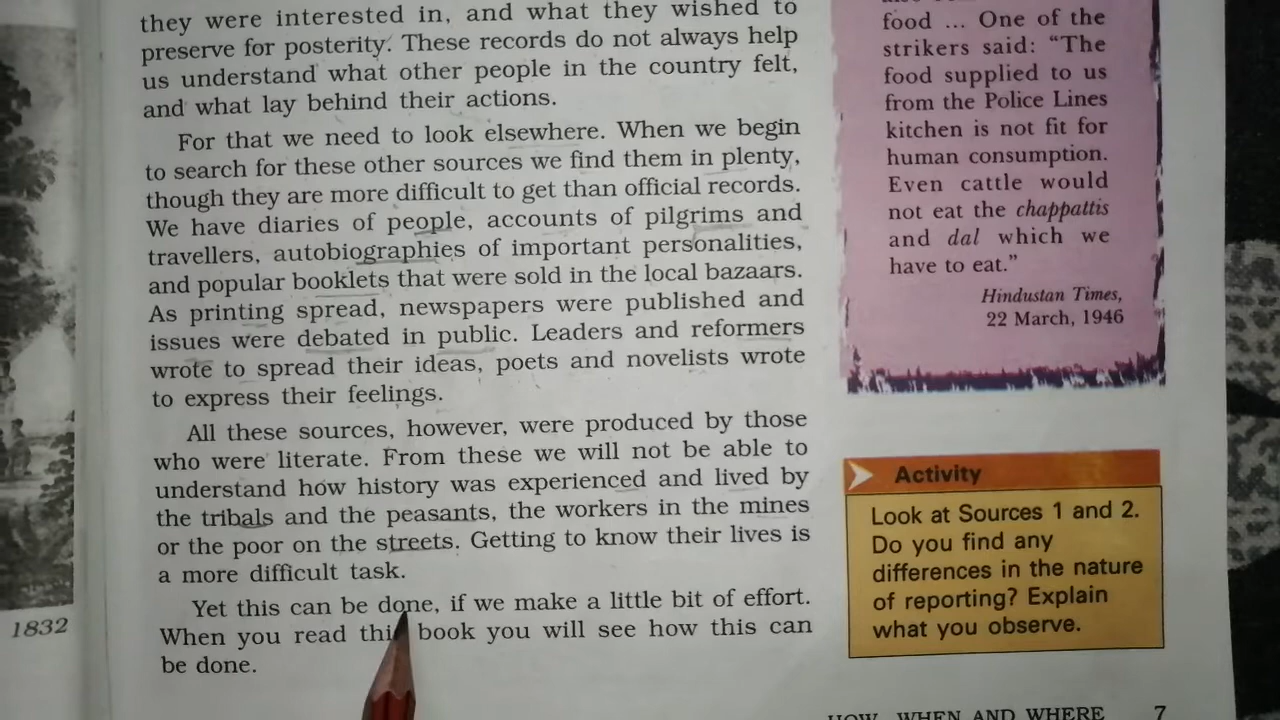 they were interested in, and what they wished to
preserve for posterity. These records do not always help
us understand what other people in the country felt,
and what lay behind their actions.
For that we need to look elsewhere. When we begin
to search for these other sources we find them in plenty,
though they are more difficult to get than official records.
We have diaries of people, accounts of pilgrims and
travellers, autobiographies of important personalities,
and popular booklets that were sold in the local bazaars.
As printing spread, newspapers were published and
issues were debated in public. Leaders and reformers
wrote to spread their ideas, poets and novelists wrote
to express their feelings.
All these sources, however, were produced by those
who were literate. From these we will not be able to
understand how history was experienced and lived by
the tribals and the peasants, the workers in the mines
or the poor on the streets. Getting to know their lives is
a more difficult task.
Yet this can be done, if we make a little bit of effort.
When you read this book you will see how this can
be done.
1832
food ... One of the
strikers said: “The
food supplied to us
from the Police Lines
kitchen is not fit for
human consumption.
Even cattle would
not eat the chappattis
and dal which we
have to eat.”
Hindustan Times,
22 March, 1946
Activity
Look at Sources 1 and 2.
Do you find any
differences in the nature
of reporting? Explain
what you observe.
HOW, WHEN AND WHERE 7